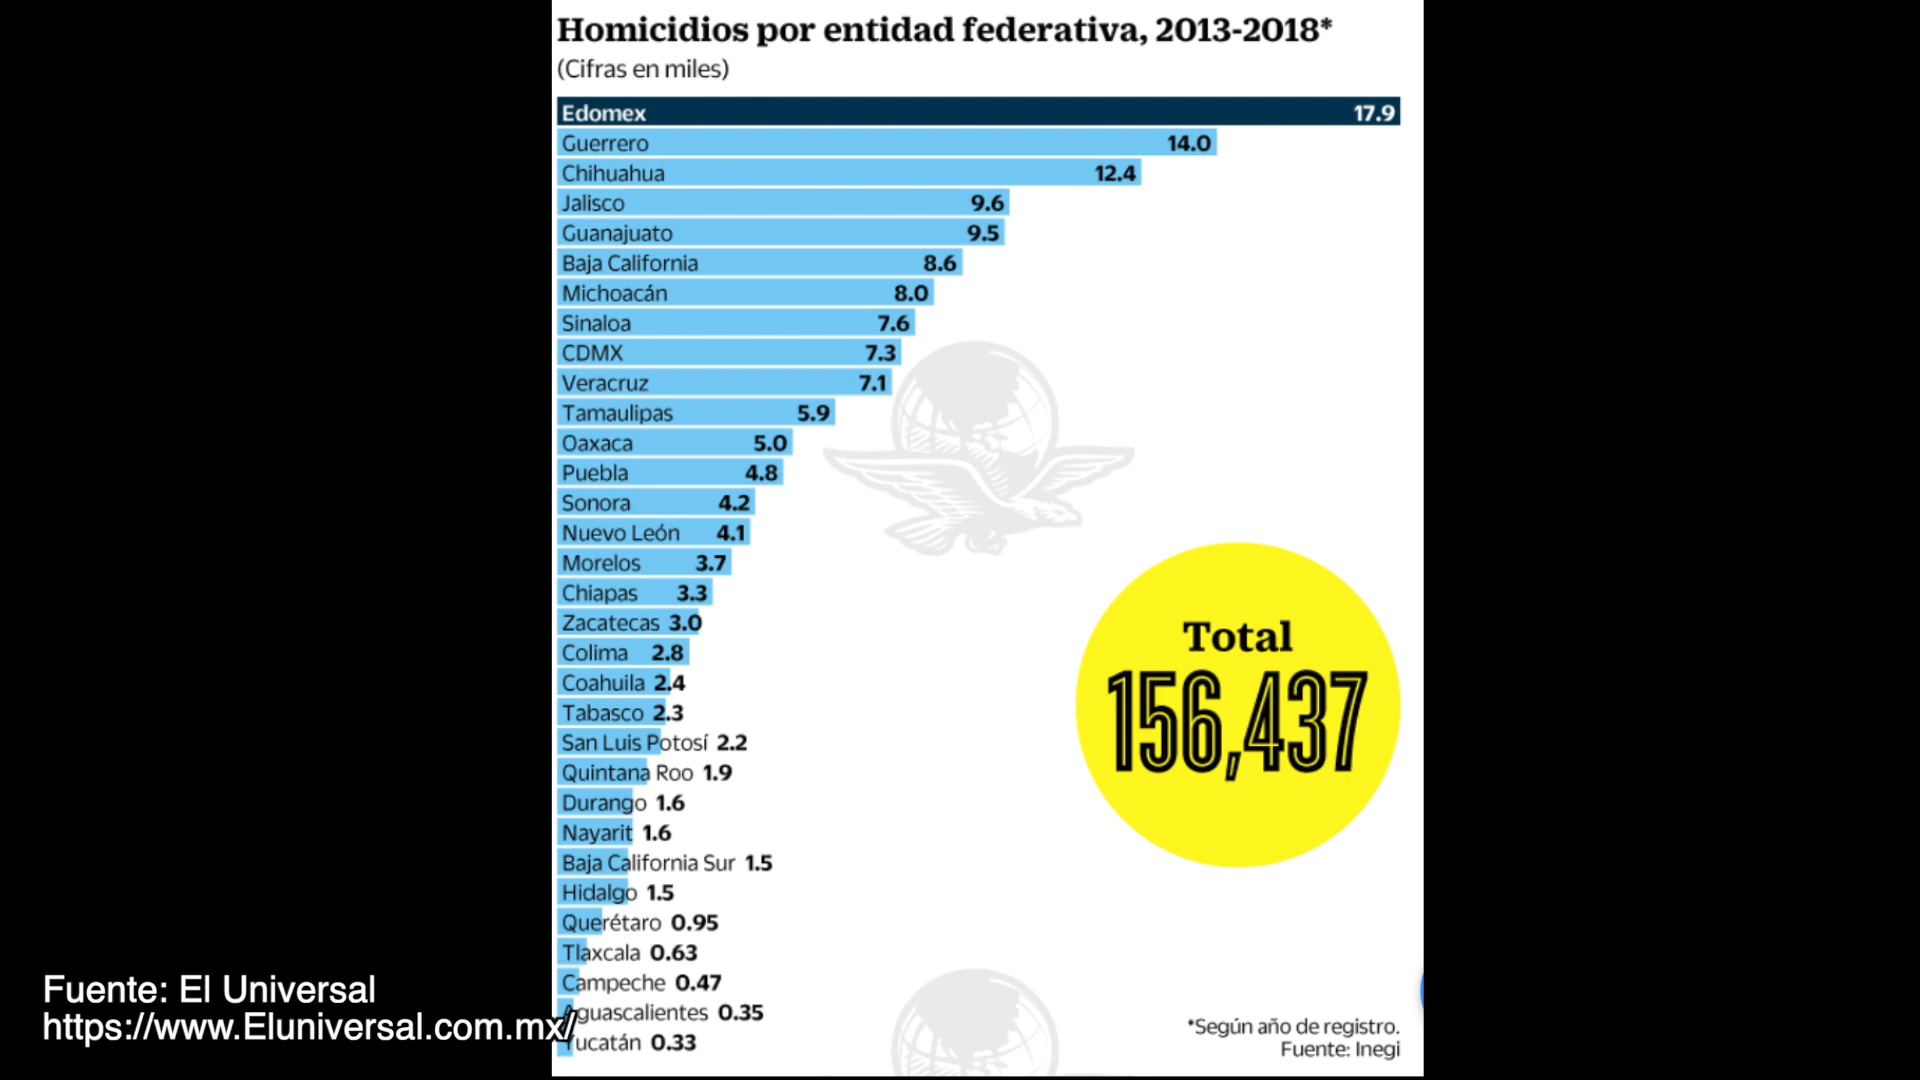 Homicidios por entidad federativa, 2013-2018*
(Cifras en miles)
Edomex 17.9
Guerrero 14.0
Chihuahua 12.4
Jalisco 9.6
Guanajuato 9.5
Baja California 8.6
Michoacán 8.0
Sinaloa 7.6
CDMX 7.3
Veracruz 7.1
Tamaulipas 5.9
Oaxaca 5.0
Puebla 4.8
Sonora 4.2
Nuevo León 4.1
Morelos 3.7
Chiapas 3.3
Zacatecas 3.0
Colima 2.8
Coahuila 2.4
Tabasco 2.3
San Luis Potosí 2.2
Quintana Roo 1.9
Durango 1.6
Nayarit 1.6
Baja California Sur 1.5
Hidalgo 1.5
Querétaro 0.95
Tlaxcala 0.63
Campeche 0.47
Aguascalientes 0.35
Yucatán 0.33
Total
156,437
*Según año de registro.
Fuente: Inegi
Fuente: El Universal
https://www.Eluniversal.com.mx/